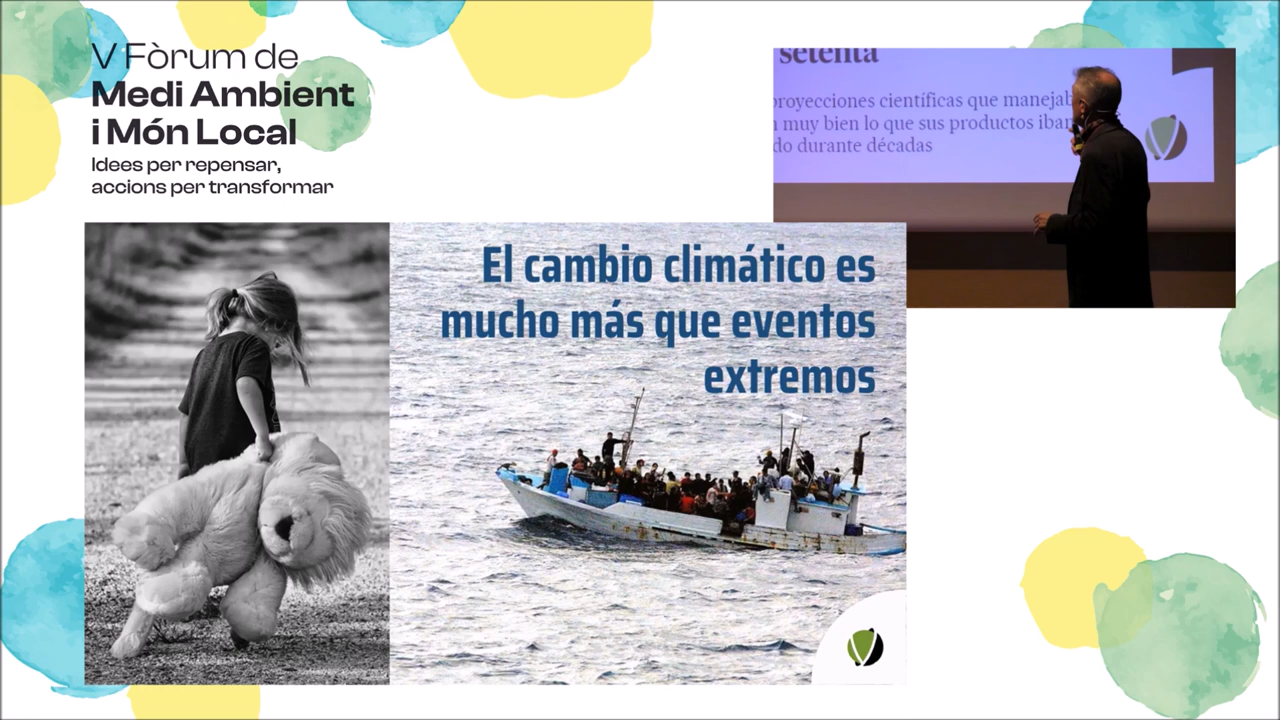 V Fòrum de
Medi Ambient
i Món Local
Idees per repensar,
accions per transformar
setenta
proyecciones científicas que manejab
muy bien lo que sus productos iban
do durante décadas
El cambio climático es
mucho más que eventos
extremos